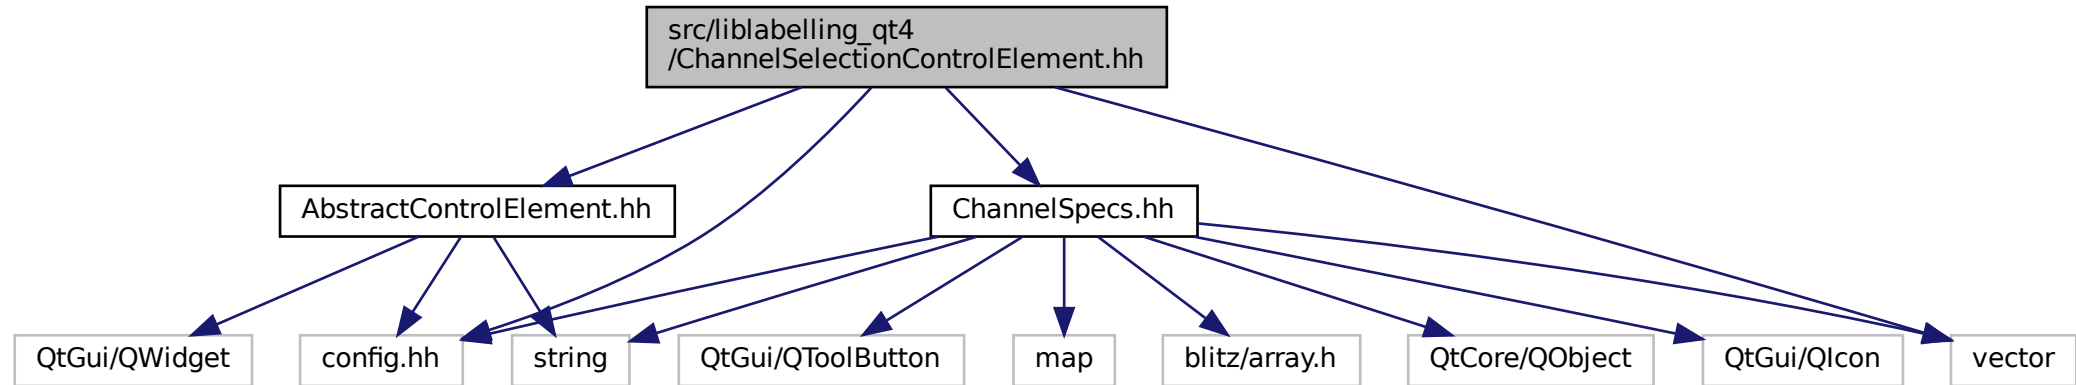 src/liblabelling_qt4
/ChannelSelectionControlElement.hh
AbstractControlElement.hh
ChannelSpecs.hh
QtGui/QWidget
config.hh
string
QtGui/QToolButton
map
blitz/array.h
QtCore/QObject
QtGui/QIcon
vector